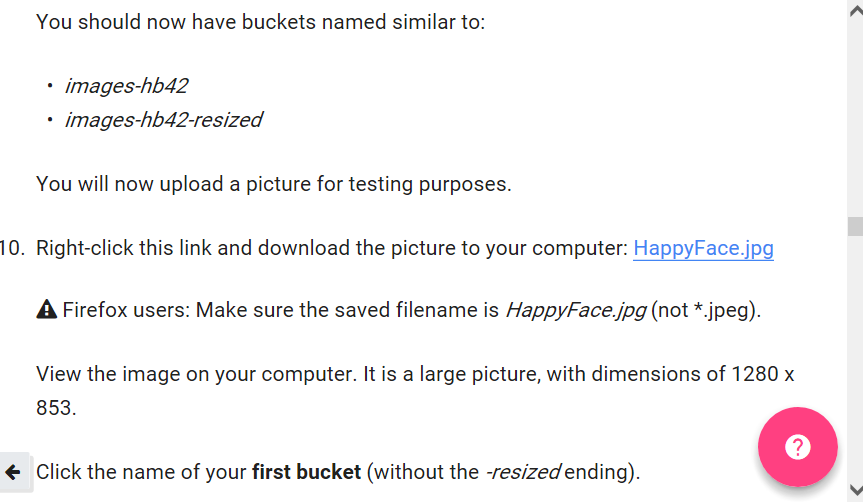 You should now have buckets named similar to:
• images-hb42
• images-hb42-resized
You will now upload a picture for testing purposes.
10. Right-click this link and download the picture to your computer: HappyFace.jpg
Firefox users: Make sure the saved filename is HappyFace.jpg (not *.jpeg).
View the image on your computer. It is a large picture, with dimensions of 1280 x
853.
Click the name of your first bucket (without the -resized ending).